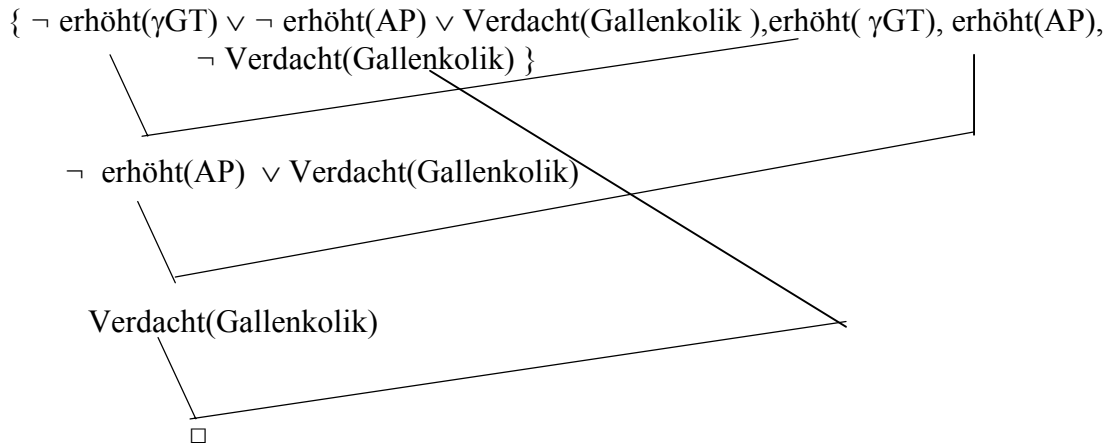 { ¬ erhöht(γGT) ∨ ¬ erhöht(AP) ∨ Verdacht(Gallenkolik ),erhöht( γGT), erhöht(AP),
¬ Verdacht(Gallenkolik) }
¬ erhöht(AP) ∨ Verdacht(Gallenkolik)
Verdacht(Gallenkolik)
□